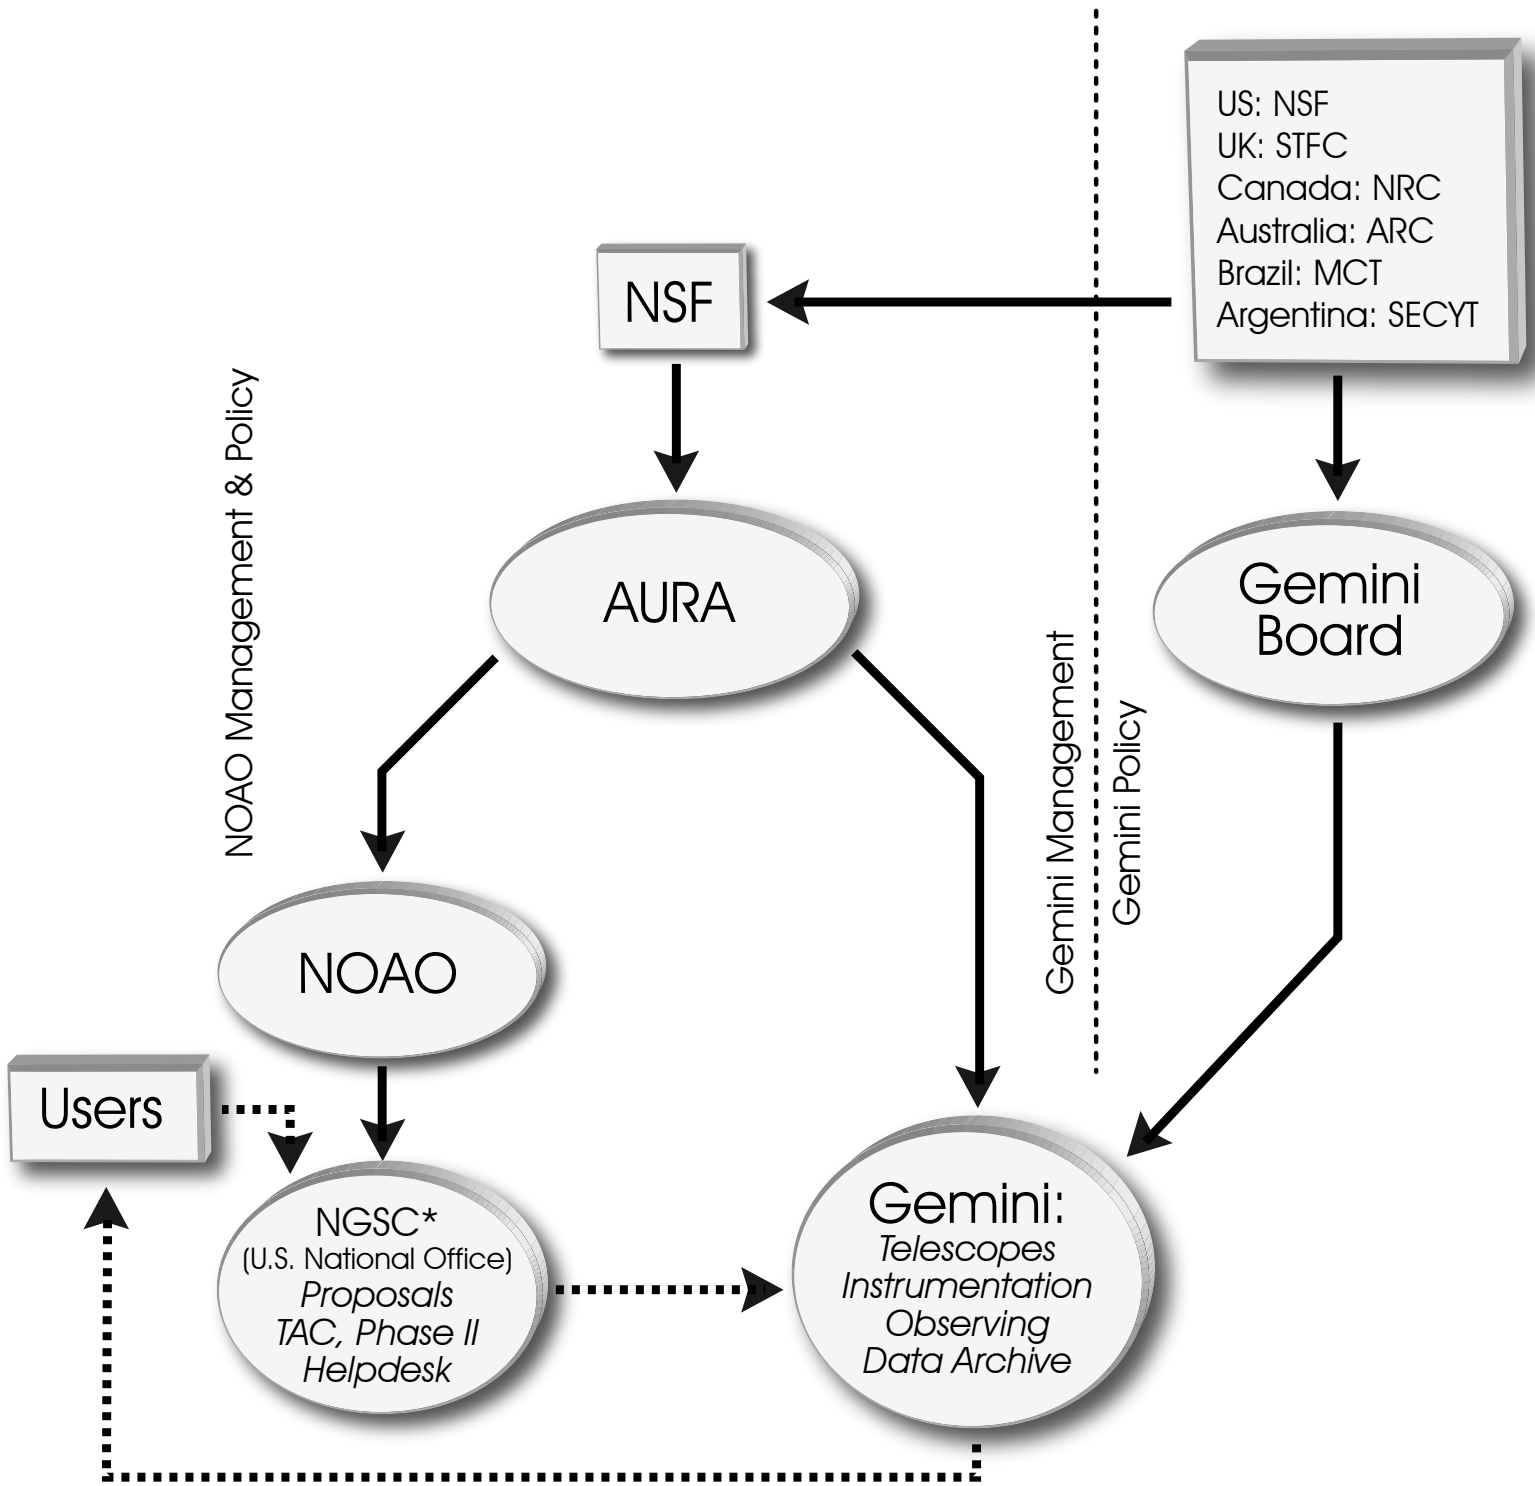 US: NSF
UK: STFC
Canada: NRC
Australia: ARC
Brazil: MCT
Argentina: SECYT
NSF
NOAO Management & Policy
AURA
Gemini
Board
Gemini Management
Gemini Policy
NOAO
Users
NGSC*
(U.S. National Office)
Proposals
TAC, Phase II
Helpdesk
Gemini:
Telescopes
Instrumentation
Observing
Data Archive